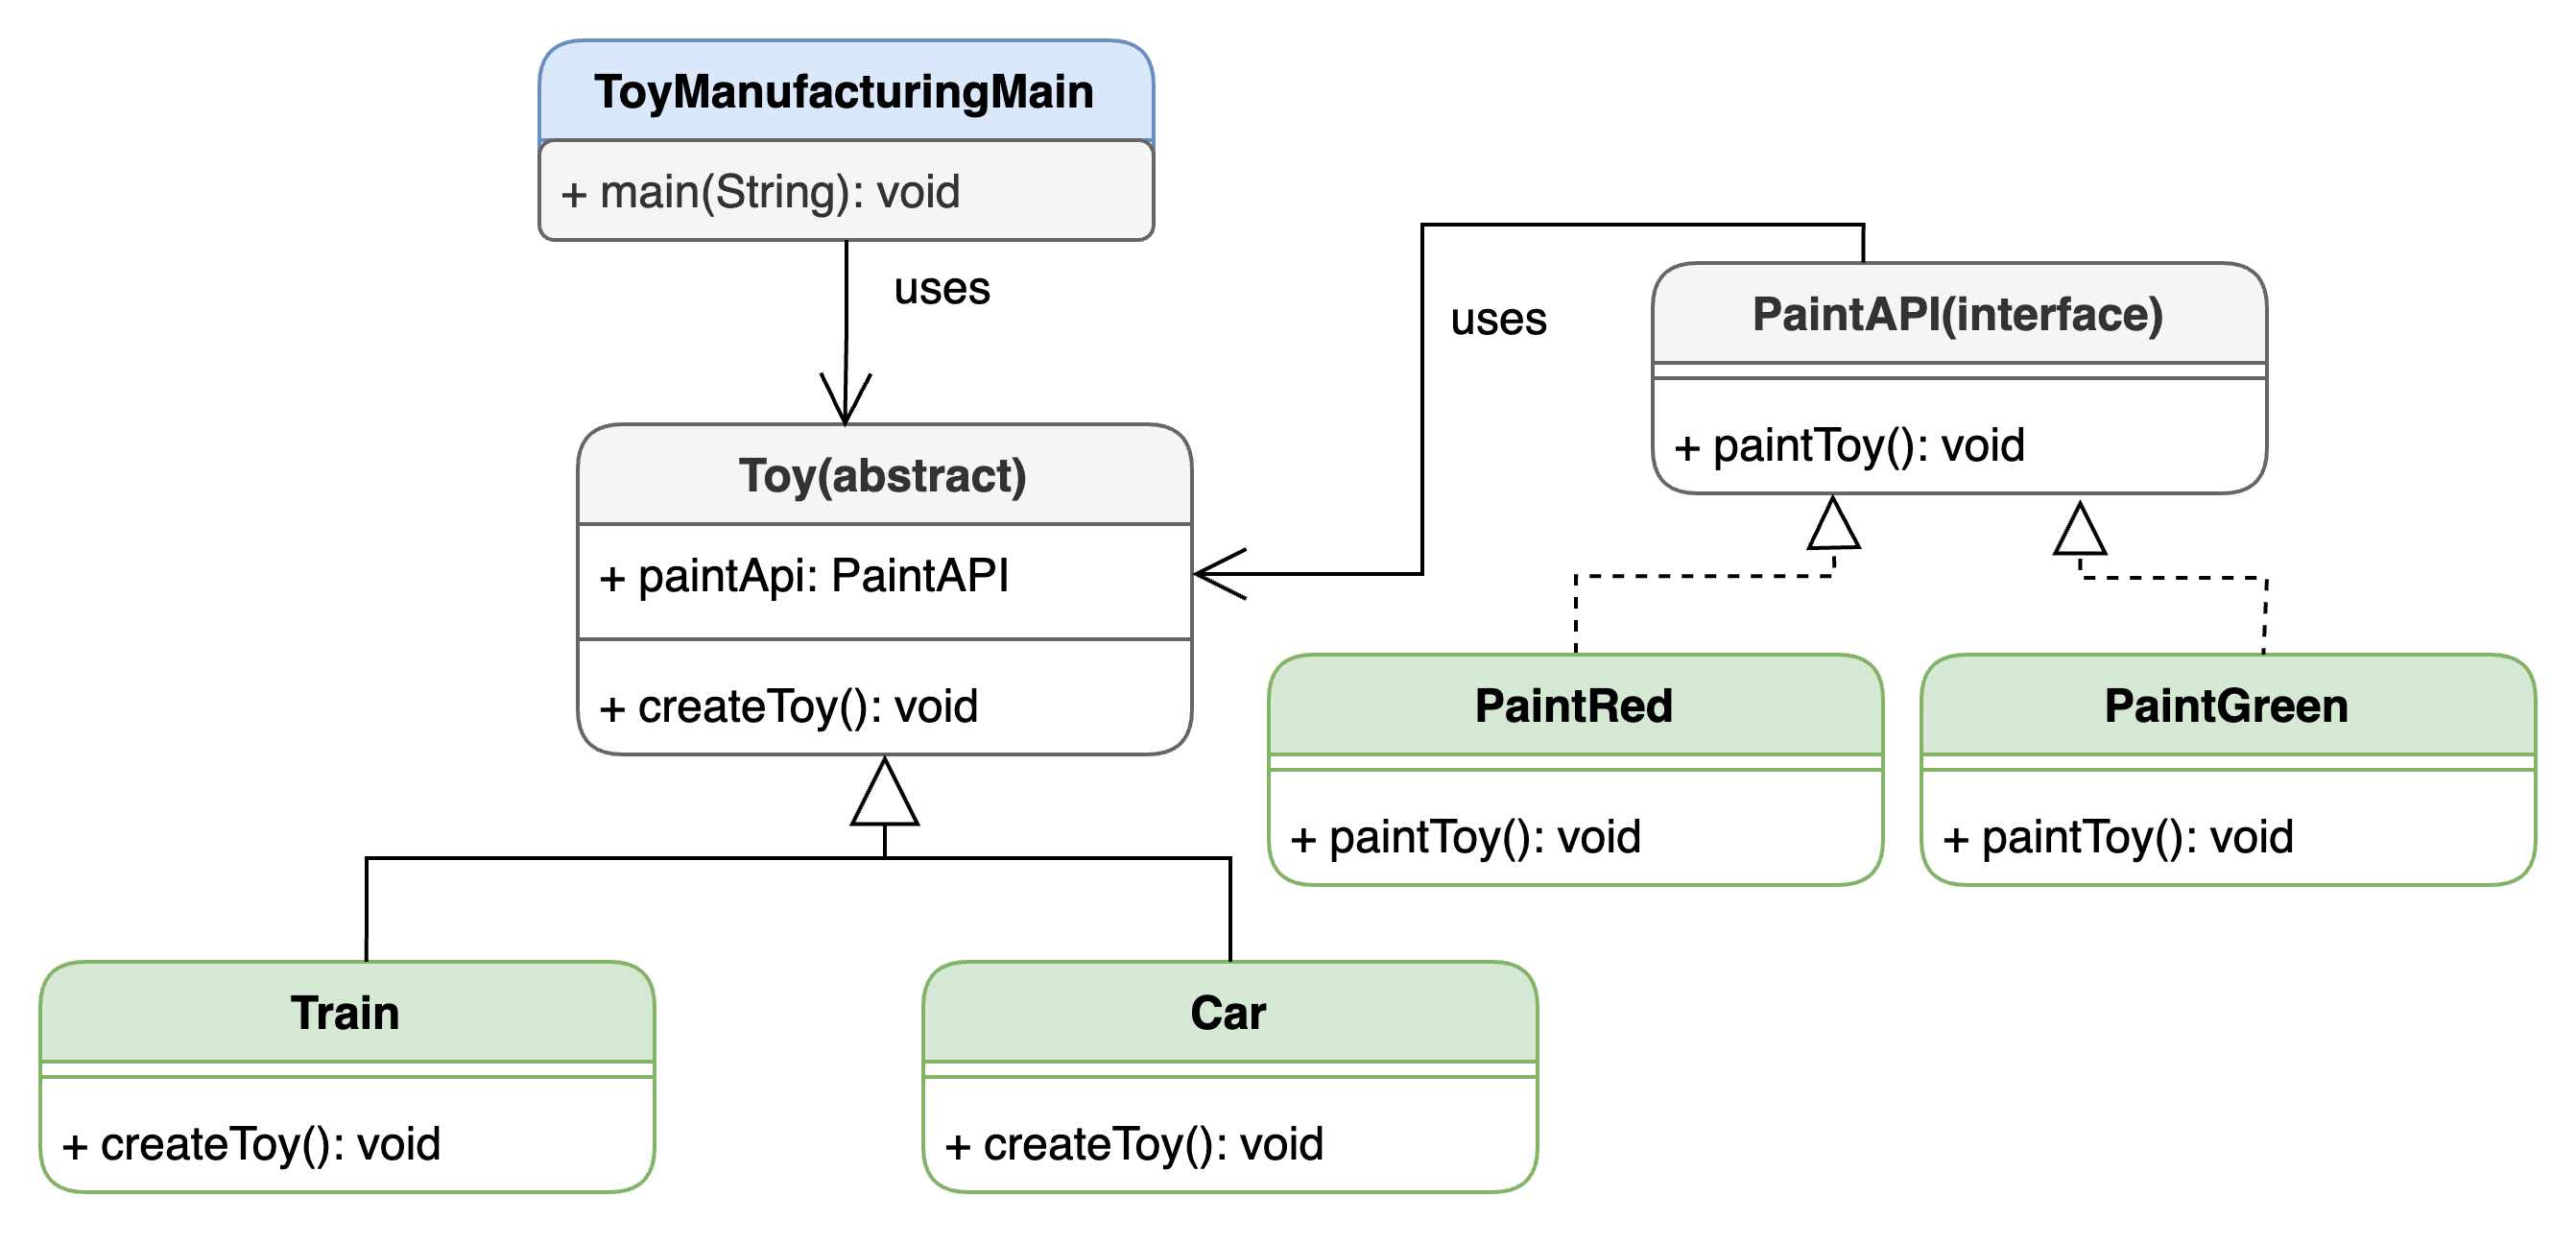 ToyManufacturingMain
+ main(String): void
uses
Toy(abstract)
+ paintApi: PaintAPI
+ createToy(): void
uses
PaintAPI(interface)
+ paintToy(): void
PaintRed
+ paintToy(): void
PaintGreen
+ paintToy(): void
Train
+ createToy(): void
Car
+ createToy(): void